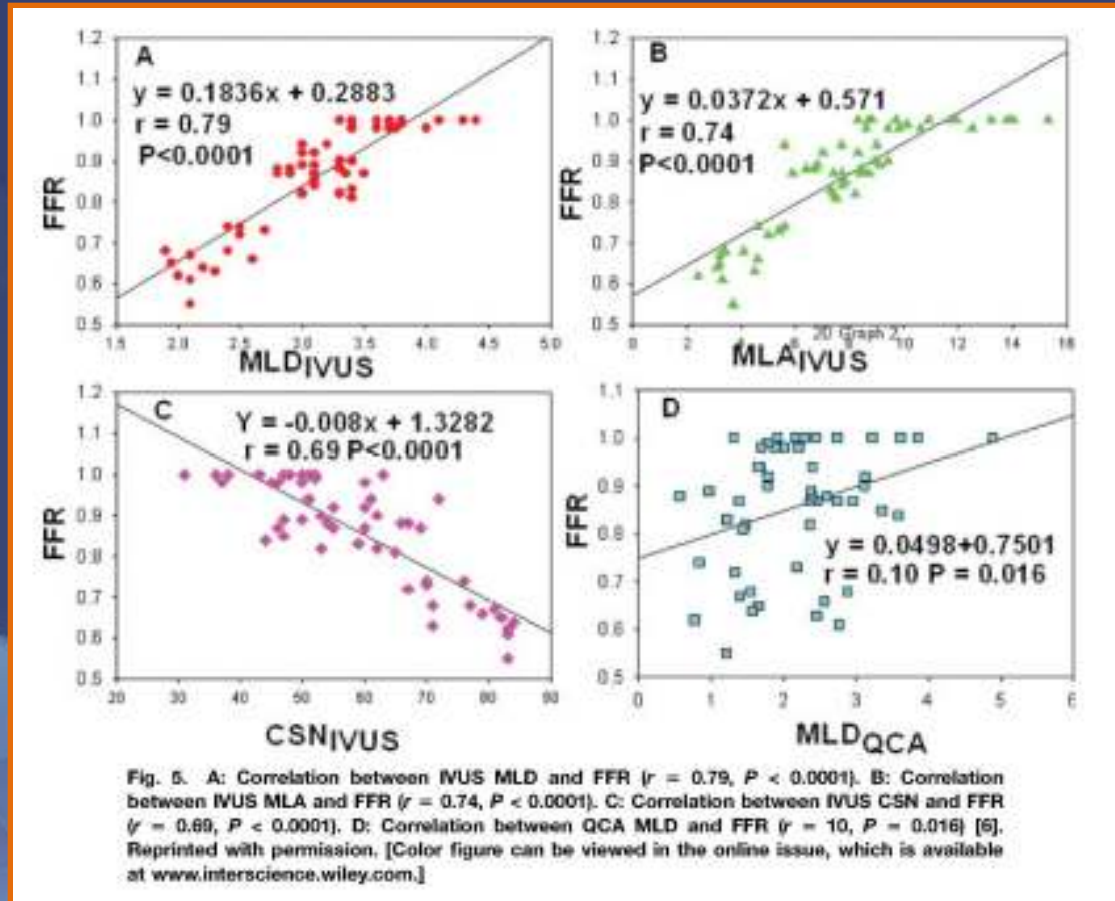 1.2
1.1
1.0
0.9
0.8
0.7
0.6
0.5
FFR
A
y = 0.1836x + 0.2883
r = 0.79
P<0.0001
1.5 2.0 2.5 3.0 3.5 4.0 4.5 5.0
MLDIVUS
1.2
1.1
1.0
0.9
0.8
0.7
0.6
0.5
FFR
B
y = 0.0372x + 0.571
r = 0.74
P<0.0001
2D Graph 2
0 2 4 6 8 10 12 14 16
MLAIVUS
1.2
1.1
1.0
0.9
0.8
0.7
0.6
0.5
FFR
C
Y = -0.008x + 1.3282
r = 0.69 P<0.0001
20 30 40 50 60 70 80 90
CSNIVUS
1.2
1.1
1.0
0.9
0.8
0.7
0.6
0.5
FFR
D
y = 0.0498+0.7501
r = 0.10 P = 0.016
0 1 2 3 4 5 6
MLDQCA
Fig. 5. A: Correlation between IVUS MLD and FFR (r = 0.79, P < 0.0001). B: Correlation
between IVUS MLA and FFR (r = 0.74, P < 0.0001). C: Correlation between IVUS CSN and FFR
(r = 0.69, P < 0.0001). D: Correlation between QCA MLD and FFR (r = 10, P = 0.016) [6].
Reprinted with permission. [Color figure can be viewed in the online issue, which is available
at www.interscience.wiley.com.]